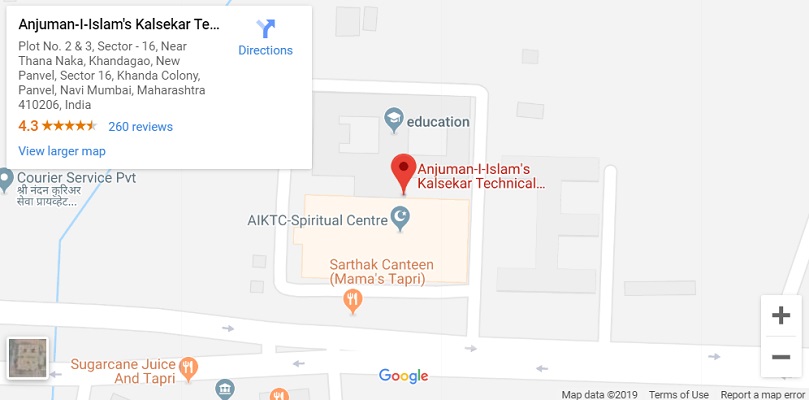 Anjuman-I-Islam's Kalsekar Te...
Plot No. 2 & 3, Sector - 16, Near
Thana Naka, Khandagao, New
Panvel, Sector 16, Khanda Colony,
Panvel, Navi Mumbai, Maharashtra
410206, India
Directions
4.3 260 reviews
View larger map
education
Anjuman-I-Islam's
Kalsekar Technical...
Courier Service Pvt
श्री नंदन कुरिअर
सेवा प्रायव्हेट...
AIKTC-Spiritual Centre
Sarthak Canteen
(Mama's Tapri)
Sugarcane Juice
And Tapri
Google
Map data ©2019 Terms of Use Report a map error